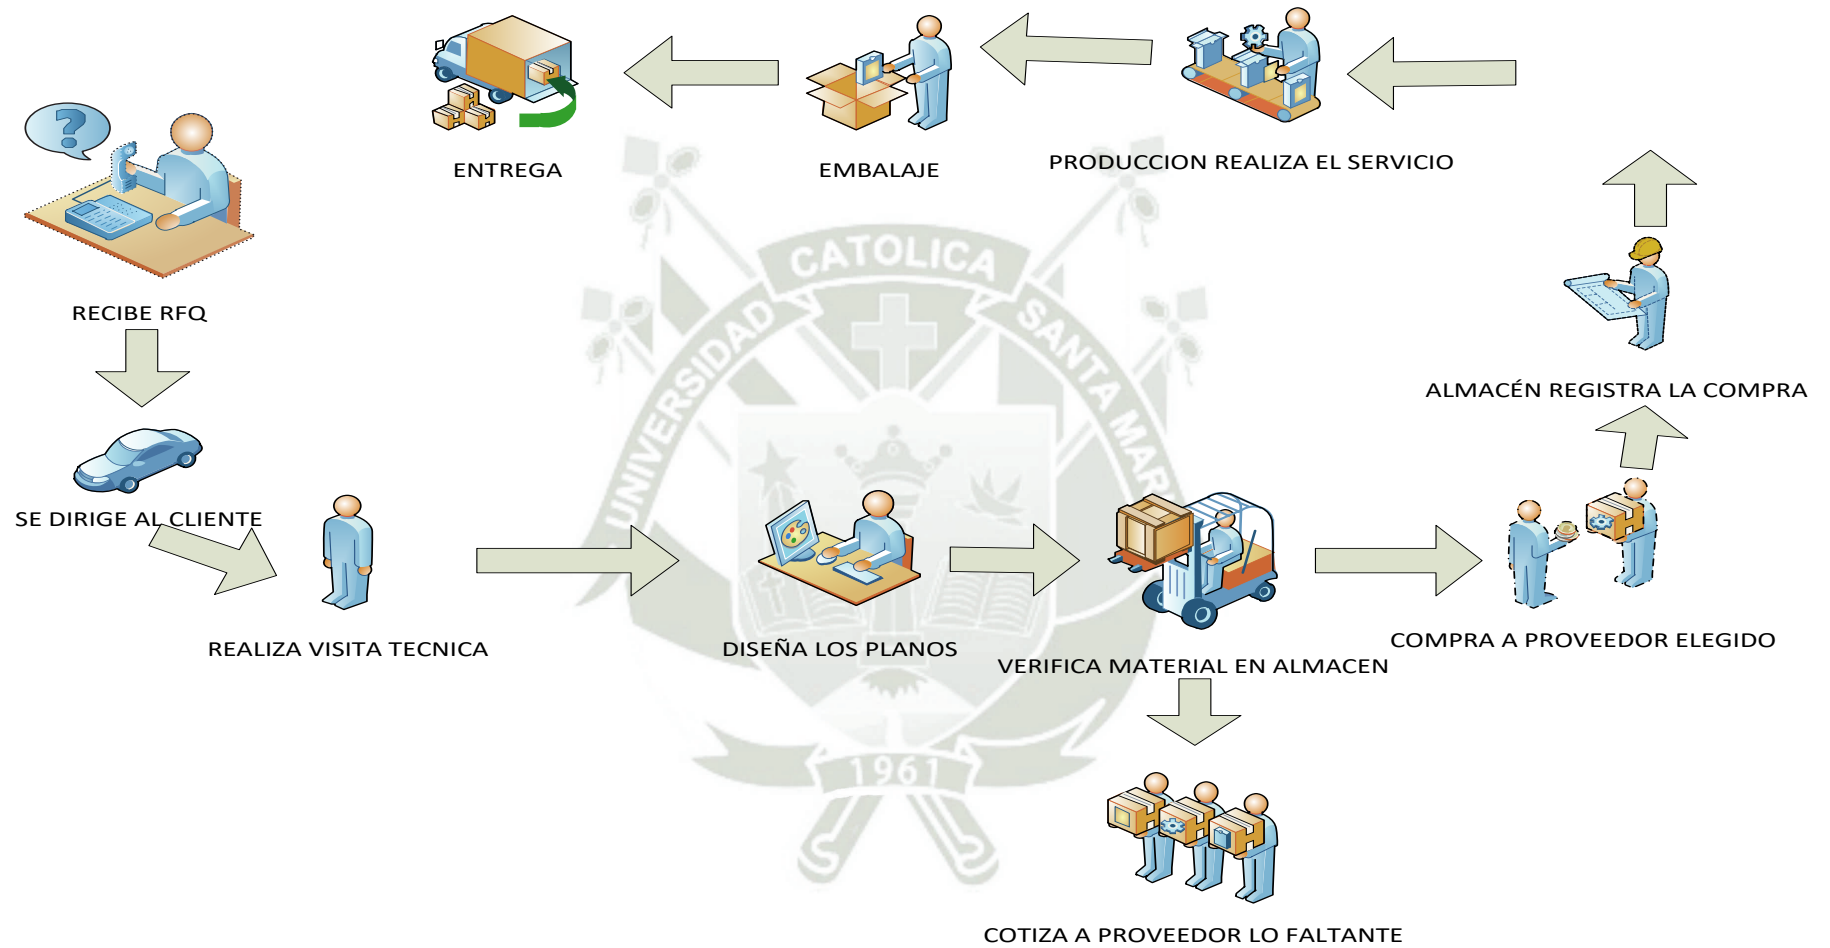 ENTREGA
EMBALAJE
PRODUCCION REALIZA EL SERVICIO
RECIBE RFQ
ALMACÉN REGISTRA LA COMPRA
SE DIRIGE AL CLIENTE
REALIZA VISITA TECNICA
DISEÑA LOS PLANOS
VERIFICA MATERIAL EN ALMACEN
COMPRA A PROVEEDOR ELEGIDO
COTIZA A PROVEEDOR LO FALTANTE
?
UNIVERSIDAD CATOLICA SANTA MAR
1961